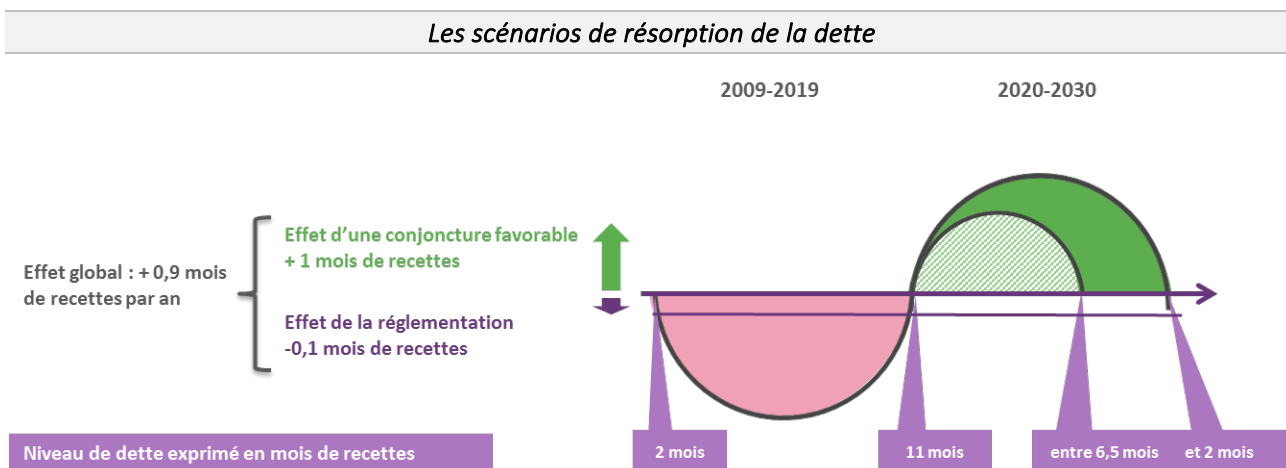 Les scénarios de résorption de la dette
2009-2019
2020-2030
Effet d’une conjoncture favorable
+ 1 mois de recettes
Effet global : + 0,9 mois
de recettes par an
Effet de la réglementation
-0,1 mois de recettes
Niveau de dette exprimé en mois de recettes
2 mois
11 mois
entre 6,5 mois
et 2 mois